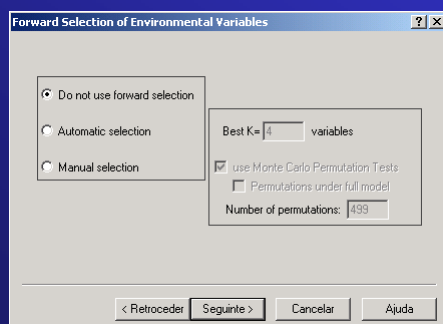 Forward Selection of Environmental Variables
Do not use forward selection
Automatic selection
Manual selection
Best K= 4 variables
use Monte Carlo Permutation Tests
Permutations under full model
Number of permutations: 499
< Retroceder
Seguinte >
Cancelar
Ajuda